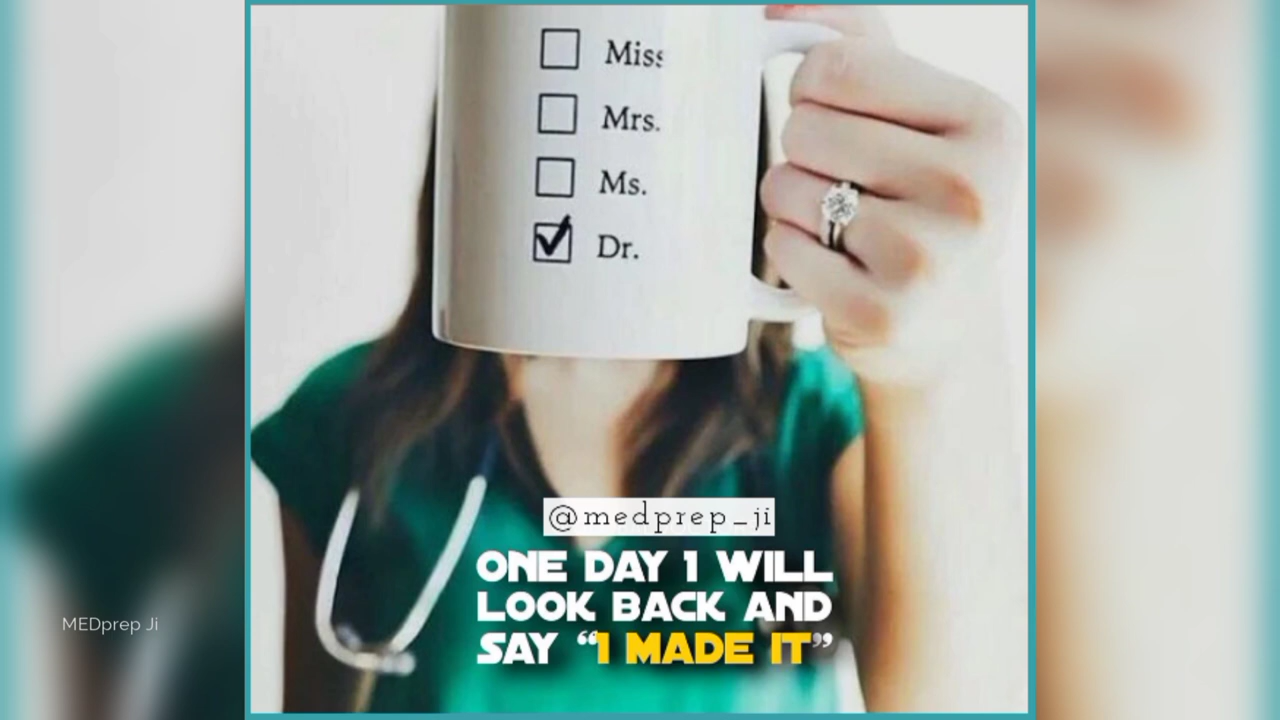 Miss
Mrs.
Ms.
Dr.
@medprep_ji
ONE DAY I WILL
LOOK BACK AND
SAY “I MADE IT”
MEDprep Ji